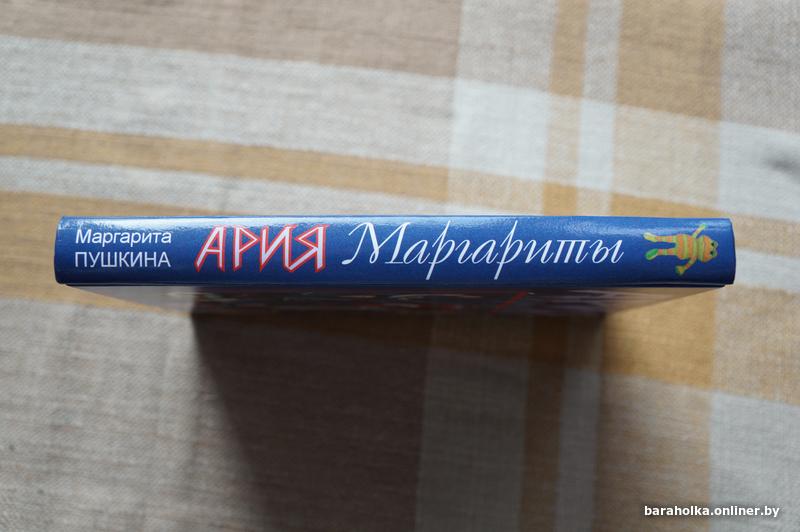 Маргарита
ПУШКИНА
АРИЯ Маргариты
baraholka.onliner.by